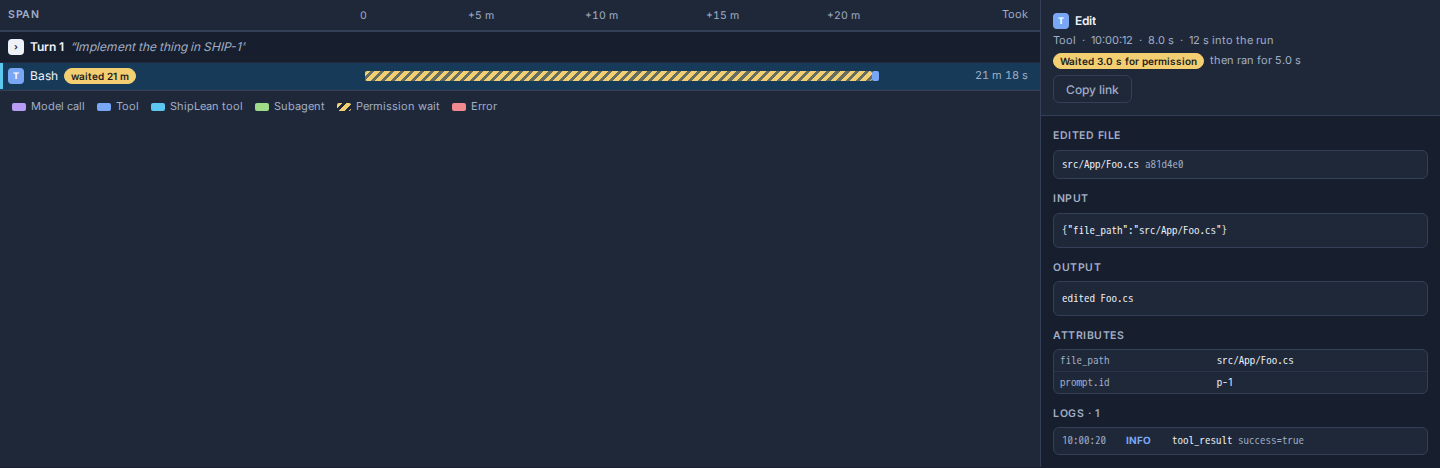 SPAN 0 +5 m +10 m +15 m +20 m Took
› Turn 1 "Implement the thing in SHIP-1'
T Bash waited 21 m 21 m 18 s
Model call Tool ShipLean tool Subagent Permission wait Error
T Edit
Tool · 10:00:12 · 8.0 s · 12 s into the run
Waited 3.0 s for permission then ran for 5.0 s
Copy link
EDITED FILE
src/App/Foo.cs a81d4e0
INPUT
{"file_path":"src/App/Foo.cs"}
OUTPUT
edited Foo.cs
ATTRIBUTES
file_path src/App/Foo.cs
prompt.id p-1
LOGS · 1
10:00:20 INFO tool_result success=true